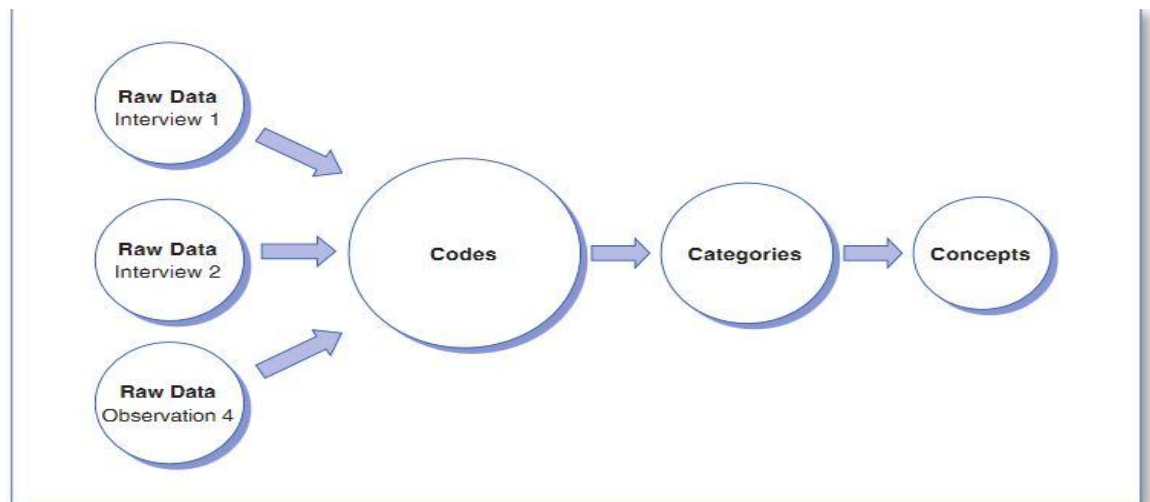 Raw Data
Interview 1
Raw Data
Interview 2
Raw Data
Observation 4
Codes
Categories
Concepts